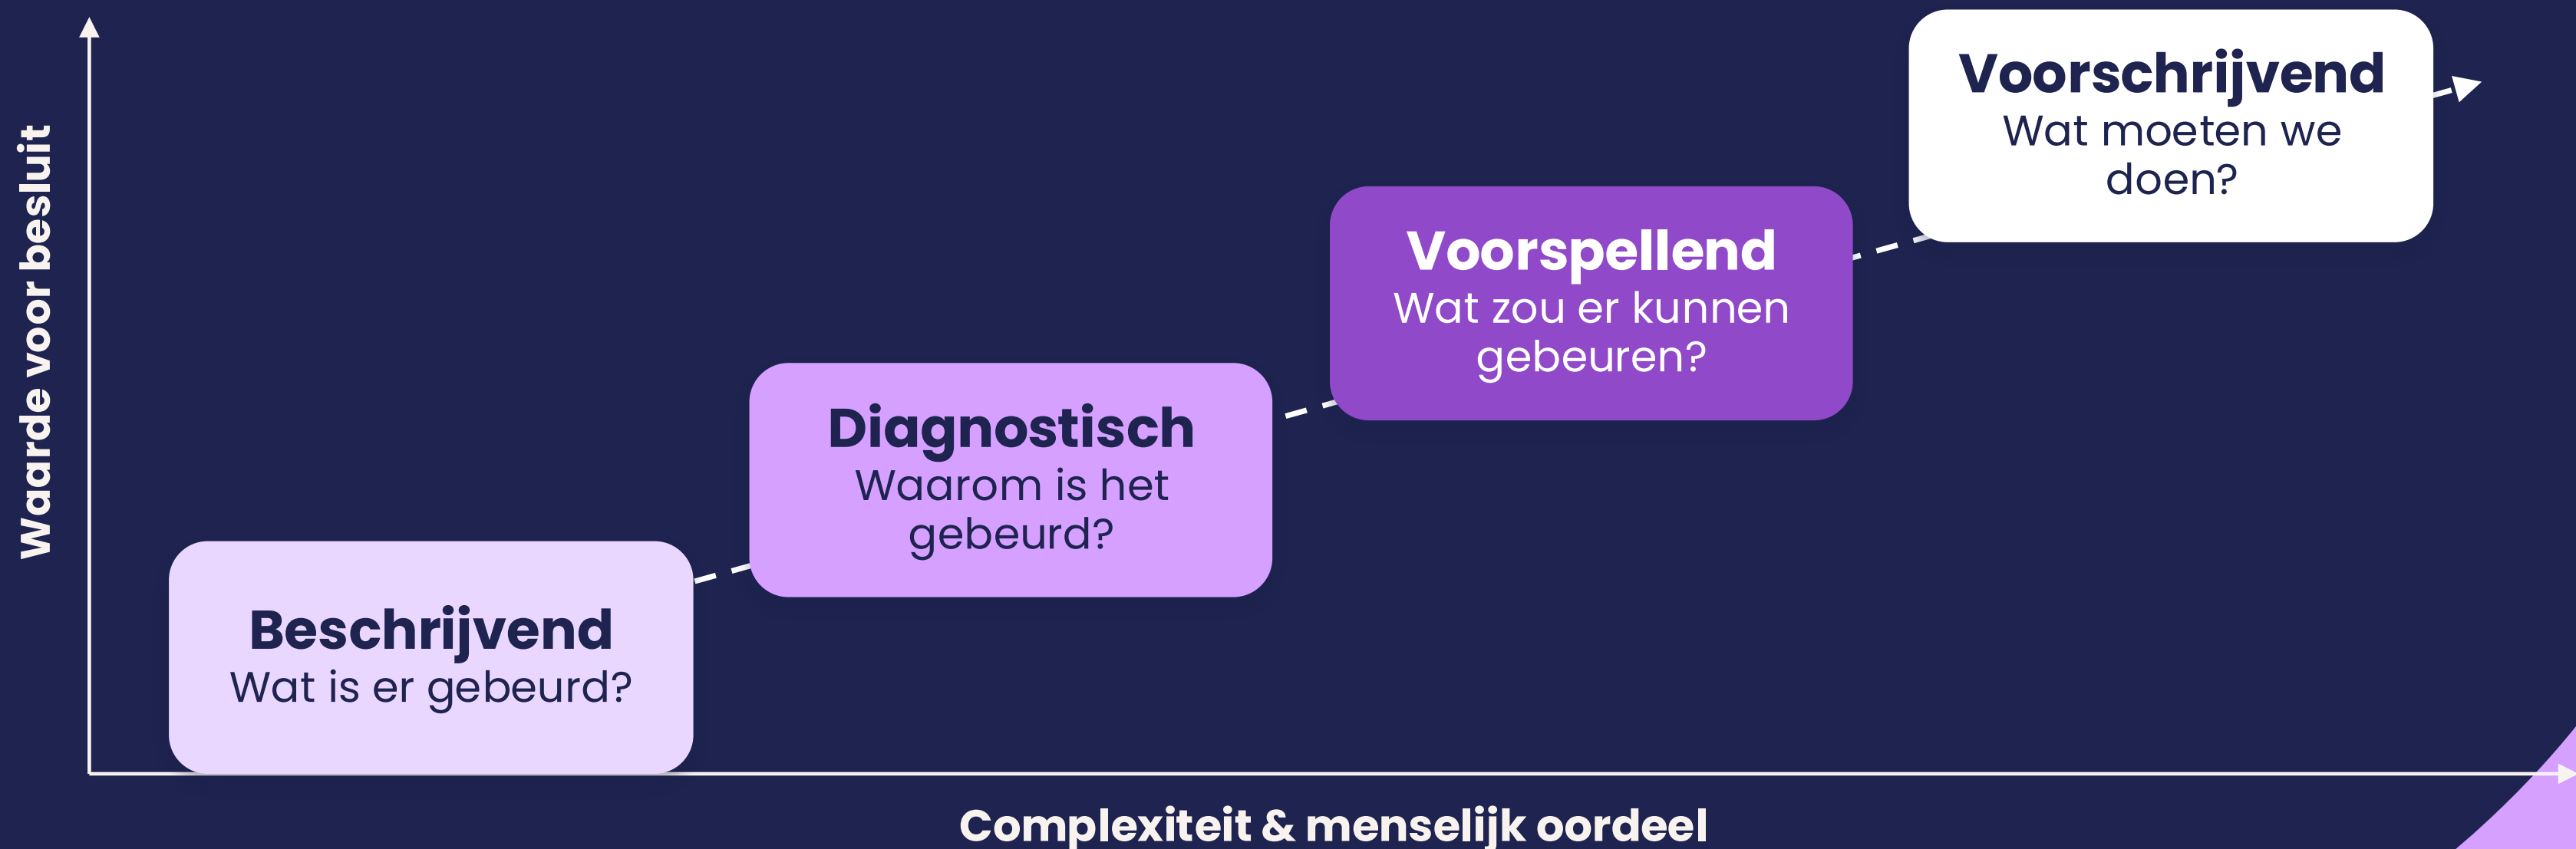 Waarde voor besluit
Beschrijvend
Wat is er gebeurd?
Diagnostisch
Waarom is het
gebeurd?
Voorspellend
Wat zou er kunnen
gebeuren?
Voorschrijvend
Wat moeten we
doen?
Complexiteit & menselijk oordeel